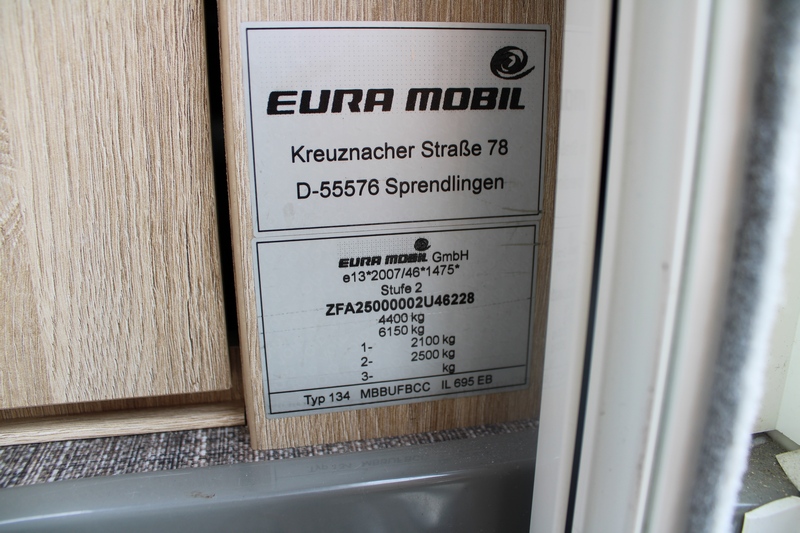 EURA MOBIL
Kreuznacher Straße 78
D-55576 Sprendlingen
EURA MOBIL GmbH
e13*2007/46*1475*
Stufe 2
ZFA25000002U46228
4400 kg
6150 kg
1- 2100 kg
2- 2500 kg
3- kg
Typ 134 MBBUFBCC IL 695 EB